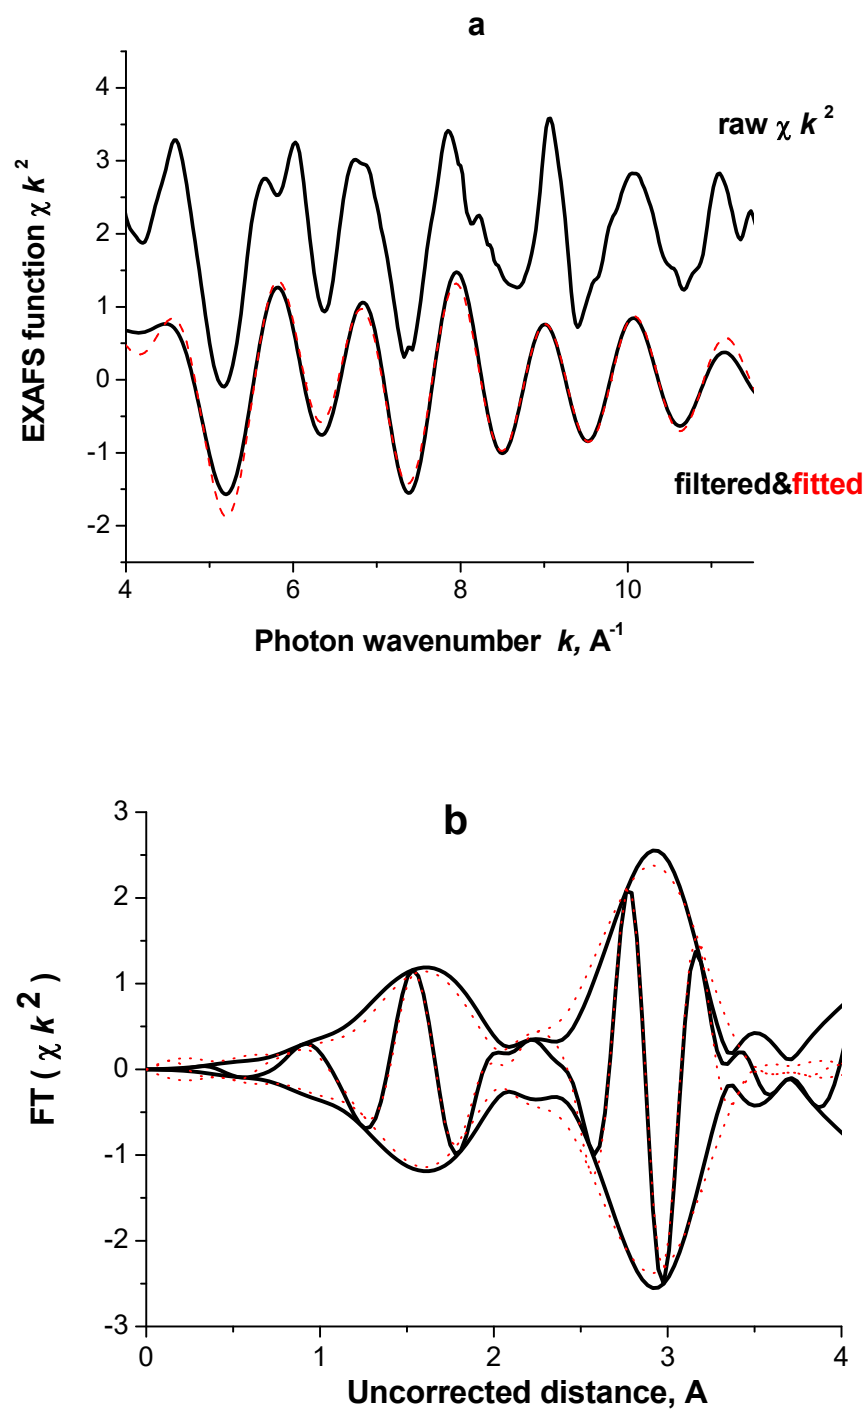 a
raw χ k 2
4
3
2
1
0
-1
-2
EXAFS function χ k 2
filtered&fitted
4 6 8 10
Photon wavenumber k, A-1
b
3
2
1
0
-1
-2
-3
FT ( χ k 2 )
0 1 2 3 4
Uncorrected distance, A